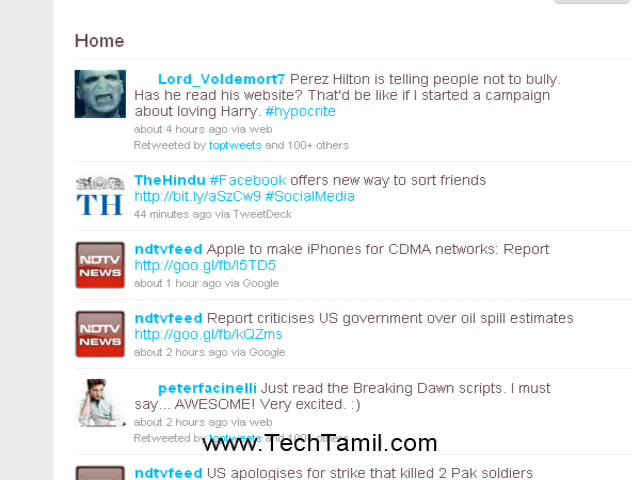 Home
Lord_Voldemort7 Perez Hilton is telling people not to bully.
Has he read his website? That'd be like if I started a campaign
about loving Harry. #hypocrite
about 4 hours ago via web
Retweeted by toptweets and 100+ others
TheHindu #Facebook offers new way to sort friends
http://bit.ly/aSzCw9 #SocialMedia
44 minutes ago via TweetDeck
TH
ndtvfeed Apple to make iPhones for CDMA networks: Report
http://goo.gl/fb/I5TD5
about 1 hour ago via Google
NDTV
NEWS
ndtvfeed Report criticises US government over oil spill estimates
http://goo.gl/fb/kQZms
about 2 hours ago via Google
NDTV
NEWS
peterfacinelli Just read the Breaking Dawn scripts. I must
say... AWESOME! Very excited. :)
about 2 hours ago via web
Retweeted by toptweets and 100+ others
www.TechTamil.com
ndtvfeed US apologises for strike that killed 2 Pak soldiers